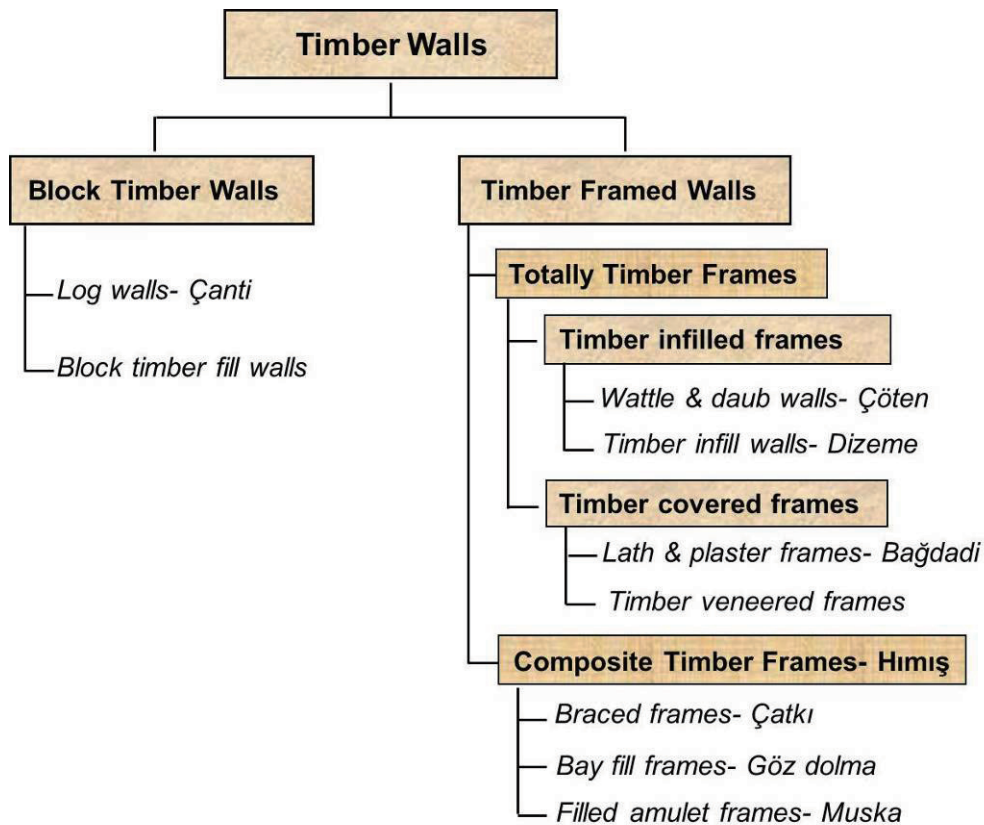 Timber Walls
Block Timber Walls
Log walls- Çanti
Block timber fill walls
Timber Framed Walls
Totally Timber Frames
Timber infilled frames
Wattle & daub walls- Çöten
Timber infill walls- Dizeme
Timber covered frames
Lath & plaster frames- Bağdadi
Timber veneered frames
Composite Timber Frames- Hımış
Braced frames- Çatkı
Bay fill frames- Göz dolma
Filled amulet frames- Muska